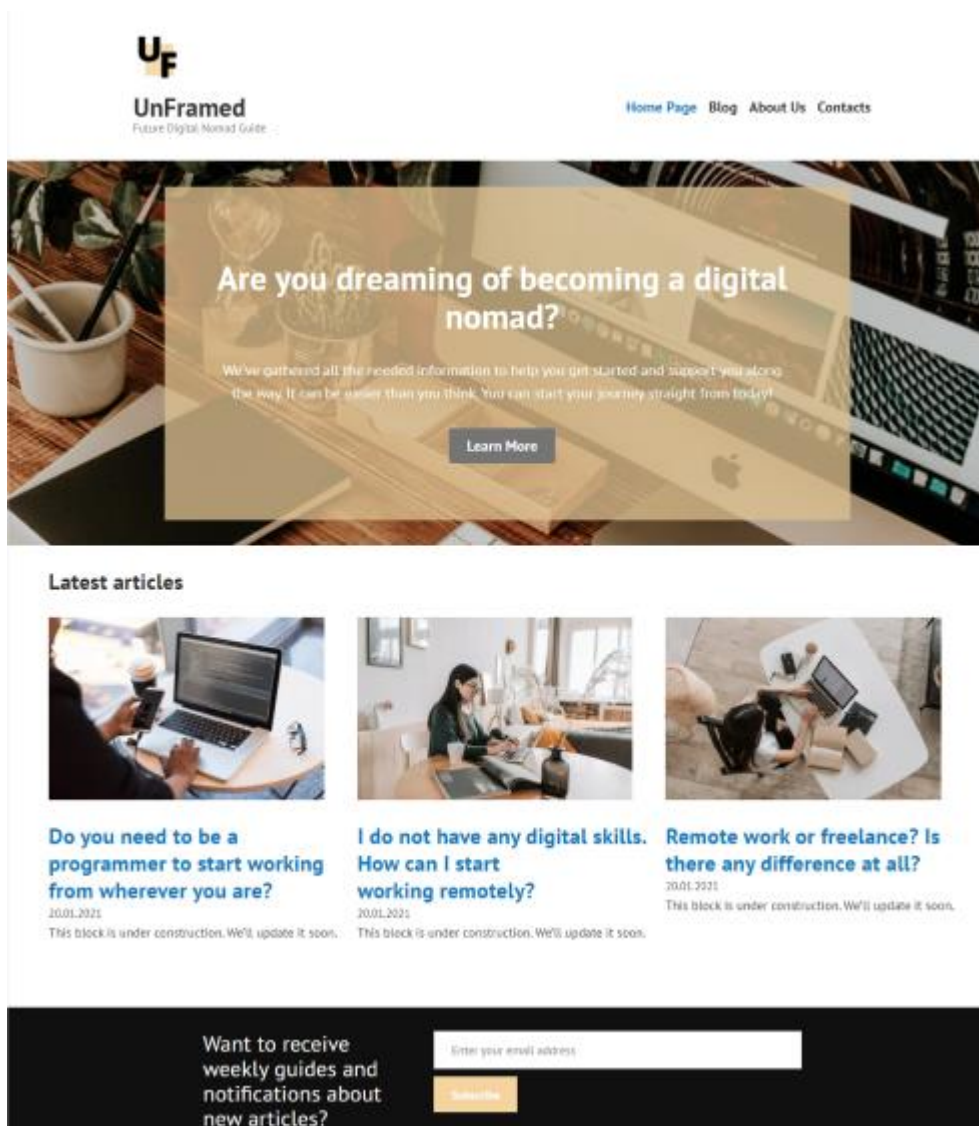 UF
UnFramed
Future Digital Nomad Guide
Home Page Blog About Us Contacts
Are you dreaming of becoming a digital
nomad?
We've gathered all the needed information to help you get started and support you along
the way. It can be easier than you think. You can start your journey straight from today!
Learn More
Latest articles
Do you need to be a
programmer to start working
from wherever you are?
20.01.2021
This block is under construction. We'll update it soon.
I do not have any digital skills.
How can I start
working remotely?
20.01.2021
This block is under construction. We'll update it soon.
Remote work or freelance? Is
there any difference at all?
20.01.2021
This block is under construction. We'll update it soon.
Want to receive
weekly guides and
notifications about
new articles?
Enter your email address
Subscribe